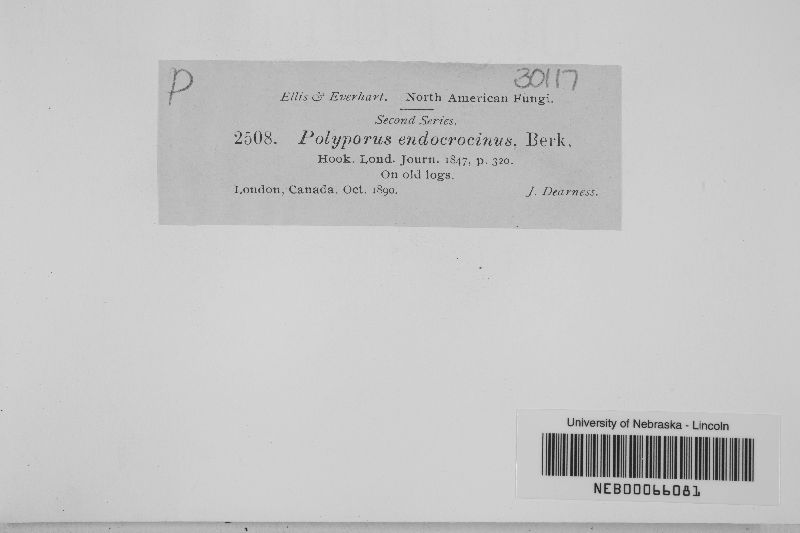 P
30117
Ellis & Everhart. North American Fungi.
Second Series.
2508. Polyporus endocrocinus. Berk.
Hook. Lond. Journ. 1847, p. 320.
On old logs.
London, Canada. Oct. 1890. J. Dearness.
University of Nebraska - Lincoln
NEB00066081